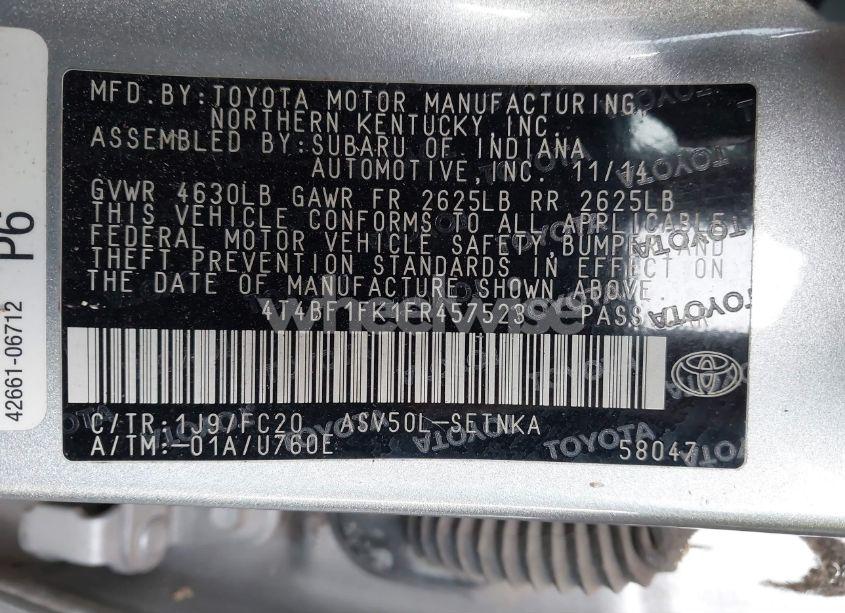 MFD.BY:TOYOTA MOTOR MANUFACTURING,
NORTHERN KENTUCKY, INC.
ASSEMBLED BY:SUBARU OF INDIANA
AUTOMOTIVE,INC. 11/14
GVWR 4630LB GAWR FR 2625LB RR 2625LB
THIS VEHICLE CONFORMS TO ALL APPLICABLE
FEDERAL MOTOR VEHICLE SAFETY,BUMPER,AND
THEFT PREVENTION STANDARDS IN EFFECT ON
THE DATE OF MANUFACTURE SHOWN ABOVE.
4T4BF1FK1FR457523 PASS
C/TR:1J9/FC20 ASV50L-SETNKA
A/TM:-01A/U760E
58047
TOYOTA
P6
42661-06712
wheelwise